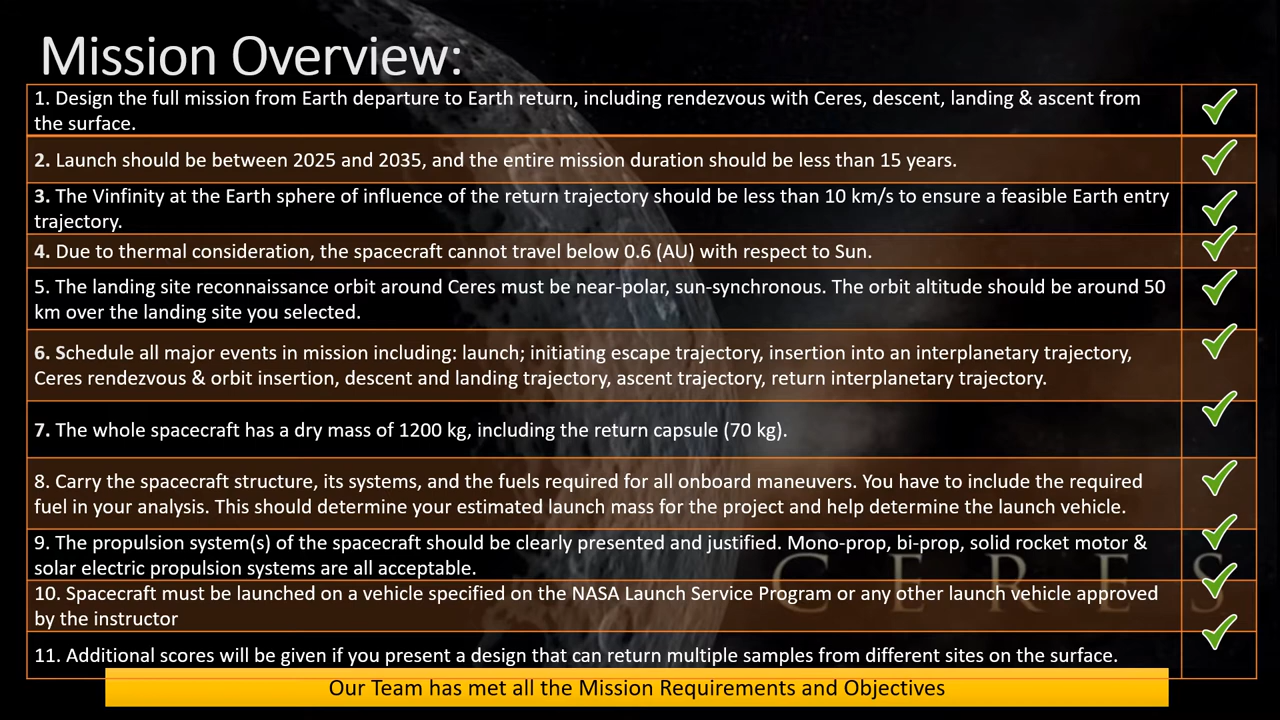 Mission Overview:
1. Design the full mission from Earth departure to Earth return, including rendezvous with Ceres, descent, landing & ascent from
the surface.
2. Launch should be between 2025 and 2035, and the entire mission duration should be less than 15 years.
3. The Vinfinity at the Earth sphere of influence of the return trajectory should be less than 10 km/s to ensure a feasible Earth entry
trajectory.
4. Due to thermal consideration, the spacecraft cannot travel below 0.6 (AU) with respect to Sun.
5. The landing site reconnaissance orbit around Ceres must be near-polar, sun-synchronous. The orbit altitude should be around 50
km over the landing site you selected.
6. Schedule all major events in mission including: launch; initiating escape trajectory, insertion into an interplanetary trajectory,
Ceres rendezvous & orbit insertion, descent and landing trajectory, ascent trajectory, return interplanetary trajectory.
7. The whole spacecraft has a dry mass of 1200 kg, including the return capsule (70 kg).
8. Carry the spacecraft structure, its systems, and the fuels required for all onboard maneuvers. You have to include the required
fuel in your analysis. This should determine your estimated launch mass for the project and help determine the launch vehicle.
9. The propulsion system(s) of the spacecraft should be clearly presented and justified. Mono-prop, bi-prop, solid rocket motor &
solar electric propulsion systems are all acceptable.
CERES
10. Spacecraft must be launched on a vehicle specified on the NASA Launch Service Program or any other launch vehicle approved
by the instructor
11. Additional scores will be given if you present a design that can return multiple samples from different sites on the surface.
Our Team has met all the Mission Requirements and Objectives